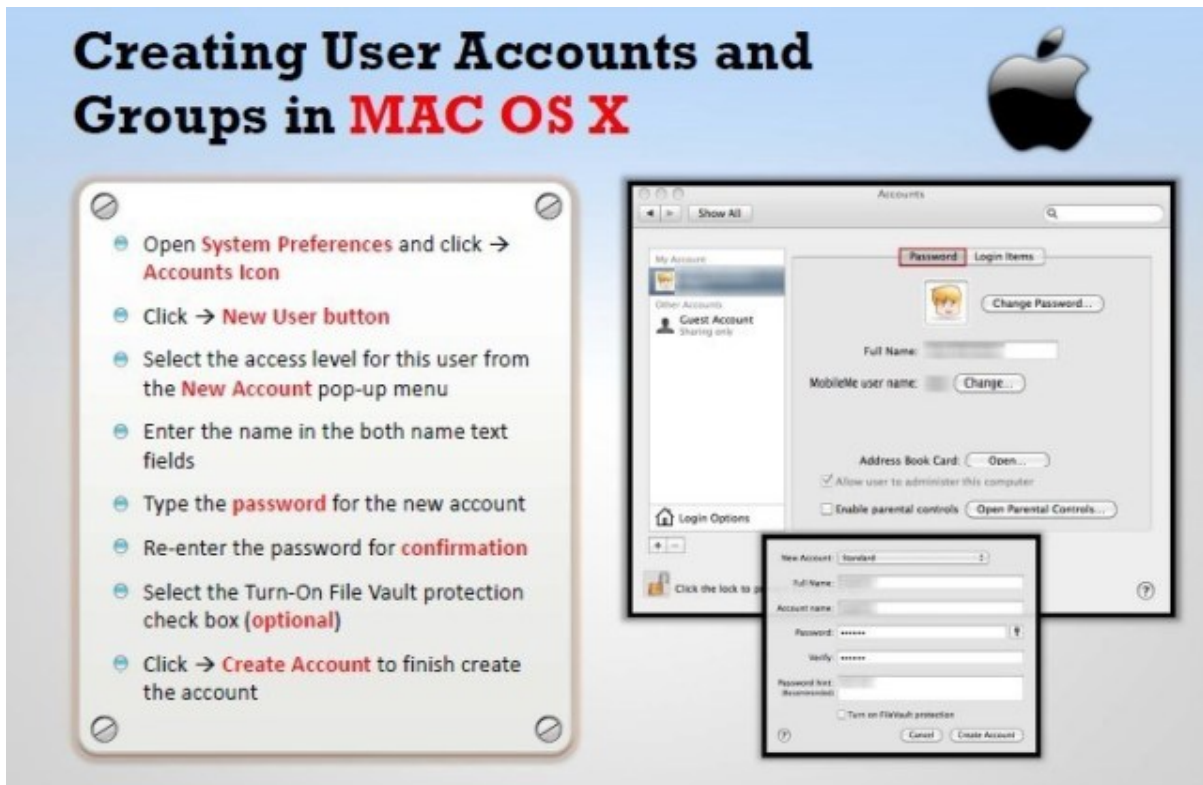 Creating User Accounts and
Groups in MAC OS X
Open System Preferences and click →
Accounts Icon
Click → New User button
Select the access level for this user from
the New Account pop-up menu
Enter the name in the both name text
fields
Type the password for the new account
Re-enter the password for confirmation
Select the Turn-On File Vault protection
check box (optional)
Click → Create Account to finish create
the account
Accounts
Show All
My Account
Other Accounts
Guest Account
Sharing only
Login Options
Click the lock to
Password Login Items
Change Password...
Full Name:
MobileMe user name: Change...
Address Book Card: Open...
Allow user to administer this computer
Enable parental controls Open Parental Controls...
New Account: Standard
Full Name:
Account name:
Password:
Verify:
Password hint:
(Recommended)
Turn on FileVault protection
Cancel Create Account